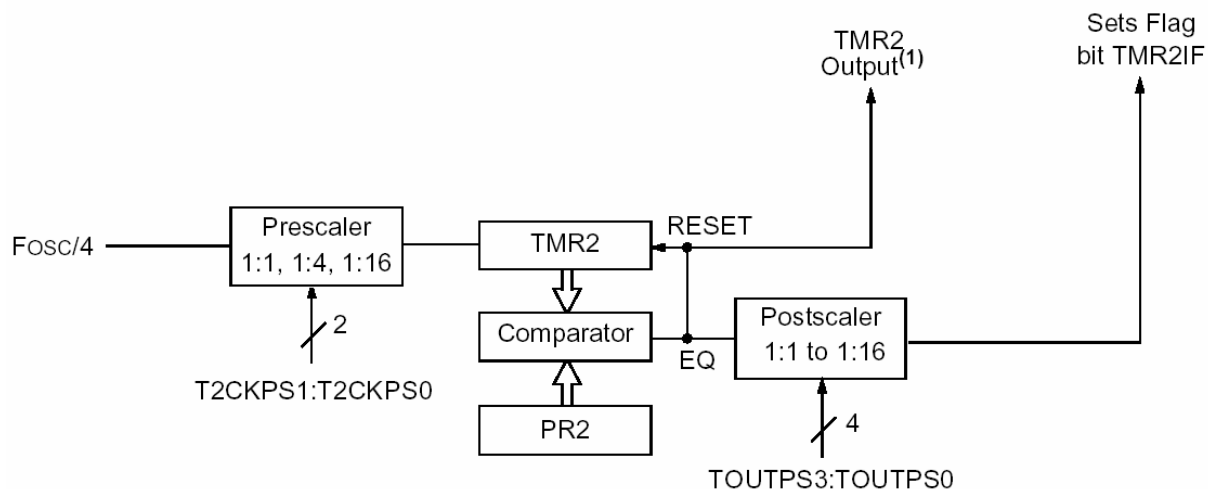 TMR2
Output(1)
Sets Flag
bit TMR2IF
FOSC/4
Prescaler
1:1, 1:4, 1:16
TMR2
RESET
2
Comparator
EQ
Postscaler
1:1 to 1:16
T2CKPS1:T2CKPS0
PR2
4
TOUTPS3:TOUTPS0